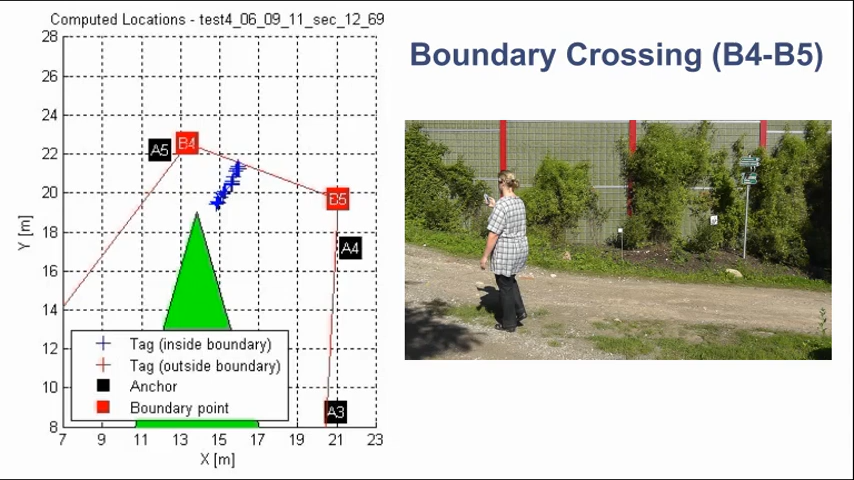 Computed Locations - test4_06_09_11_sec_12_69
Boundary Crossing (B4-B5)
28
26
24
22
20
18
16
14
12
10
8
Y [m]
A5
B4
B5
A4
A3
Tag (inside boundary)
Tag (outside boundary)
Anchor
Boundary point
7 9 11 13 15 17 19 21 23
X [m]